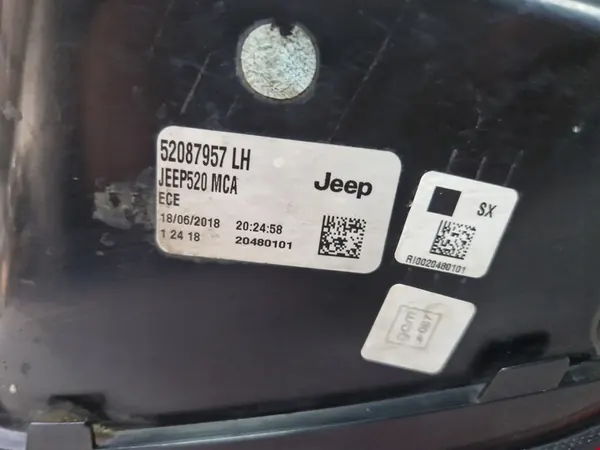 52087957 LH
JEEP520 MCA
Jeep
ECE
18/06/2018 20:24:58
1 24 18 20480101
SX
RI0020480101